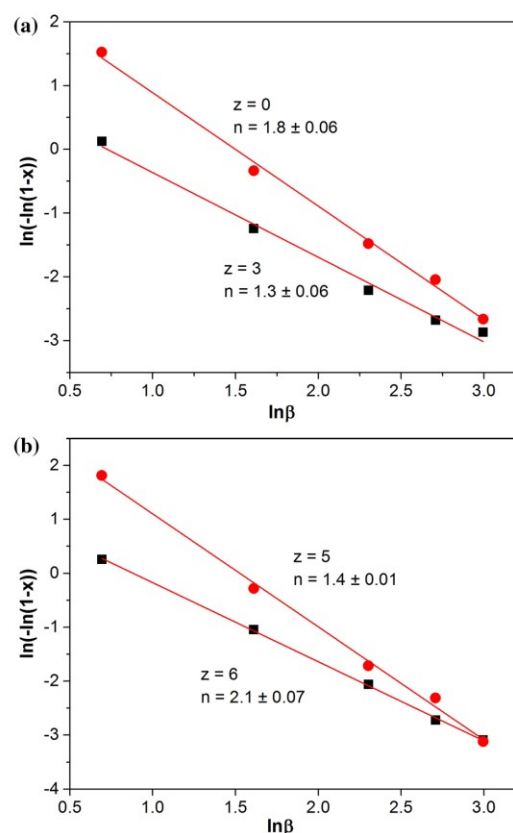 (a)
ln(-ln(1-x))
2
1
0
-1
-2
-3
z = 0
n = 1.8 ± 0.06
z = 3
n = 1.3 ± 0.06
0.5 1.0 1.5 2.0 2.5 3.0
lnβ
(b)
ln(-ln(1-x))
2
1
0
-1
-2
-3
-4
z = 5
n = 1.4 ± 0.01
z = 6
n = 2.1 ± 0.07
0.5 1.0 1.5 2.0 2.5 3.0
lnβ